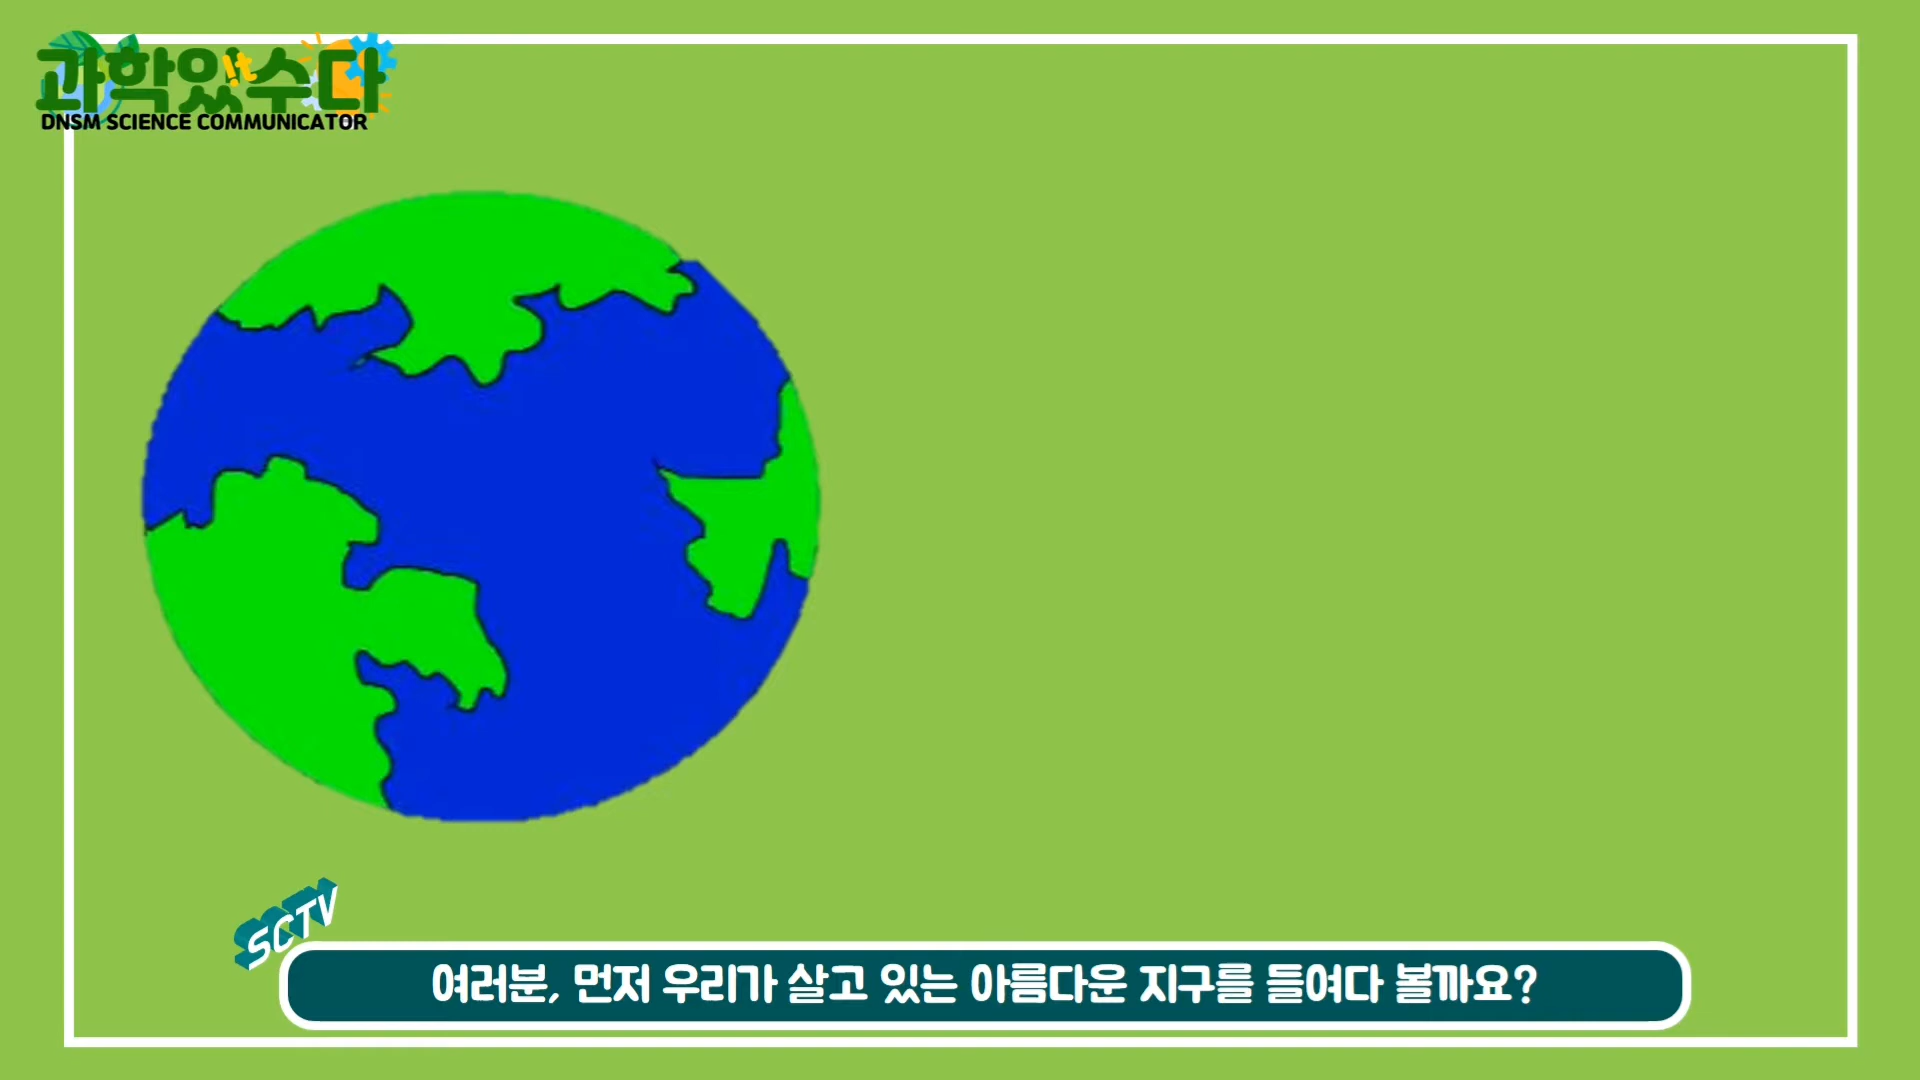 과학있수다
!t
DNSM SCIENCE COMMUNICATOR
SCTV
여러분, 먼저 우리가 살고 있는 아름다운 지구를 들여다 볼까요?